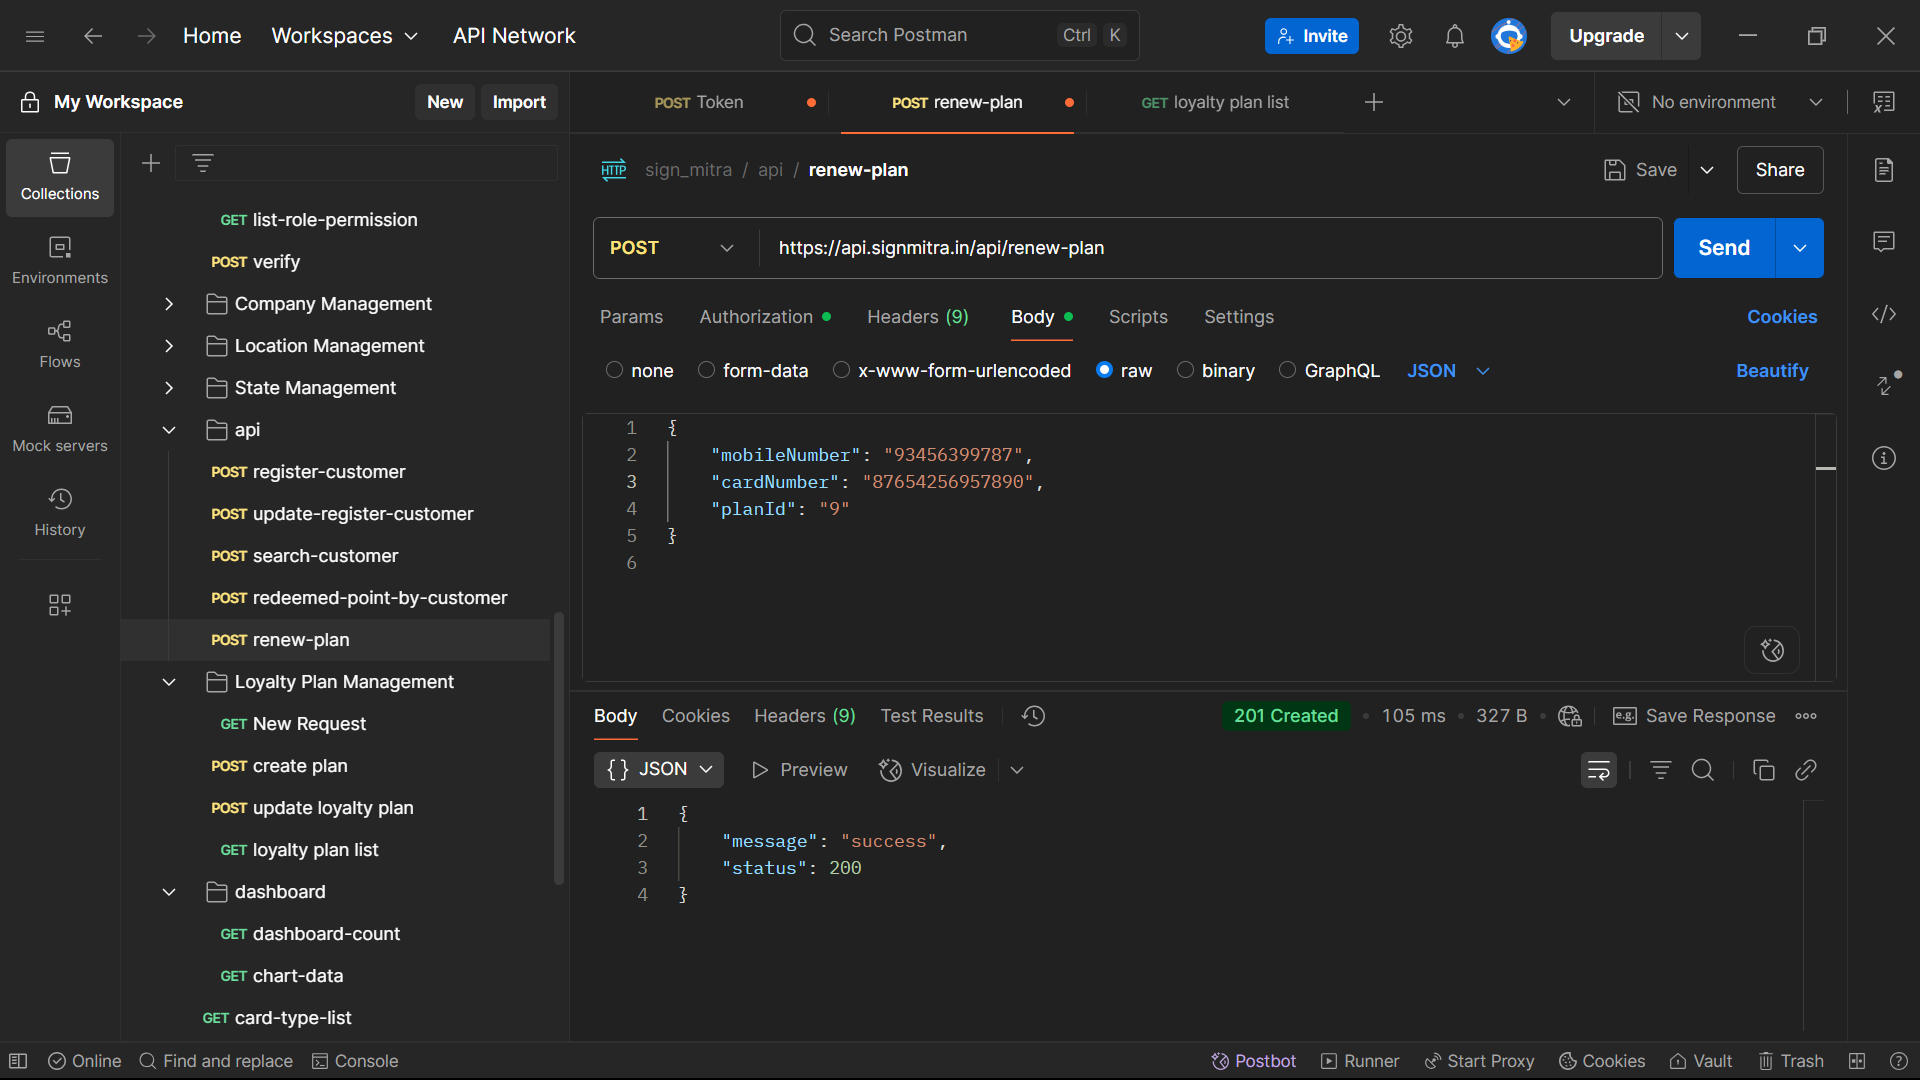 Home Workspaces API Network Search Postman Ctrl K Invite Upgrade
My Workspace New Import
POST Token POST renew-plan GET loyalty plan list No environment
Collections
Environments
Flows
Mock servers
History
GET list-role-permission
POST verify
Company Management
Location Management
State Management
api
POST register-customer
POST update-register-customer
POST search-customer
POST redeemed-point-by-customer
POST renew-plan
Loyalty Plan Management
GET New Request
POST create plan
POST update loyalty plan
GET loyalty plan list
dashboard
GET dashboard-count
GET chart-data
GET card-type-list
HTTP sign_mitra / api / renew-plan Save Share
POST https://api.signmitra.in/api/renew-plan Send
Params Authorization Headers (9) Body Scripts Settings Cookies
none form-data x-www-form-urlencoded raw binary GraphQL JSON Beautify
1 {
2 "mobileNumber": "93456399787",
3 "cardNumber": "87654256957890",
4 "planId": "9"
5 }
6
Body Cookies Headers (9) Test Results 201 Created • 105 ms • 327 B • e.g. Save Response
{} JSON Preview Visualize
1 {
2 "message": "success",
3 "status": 200
4 }
Online Find and replace Console Postbot Runner Start Proxy Cookies Vault Trash